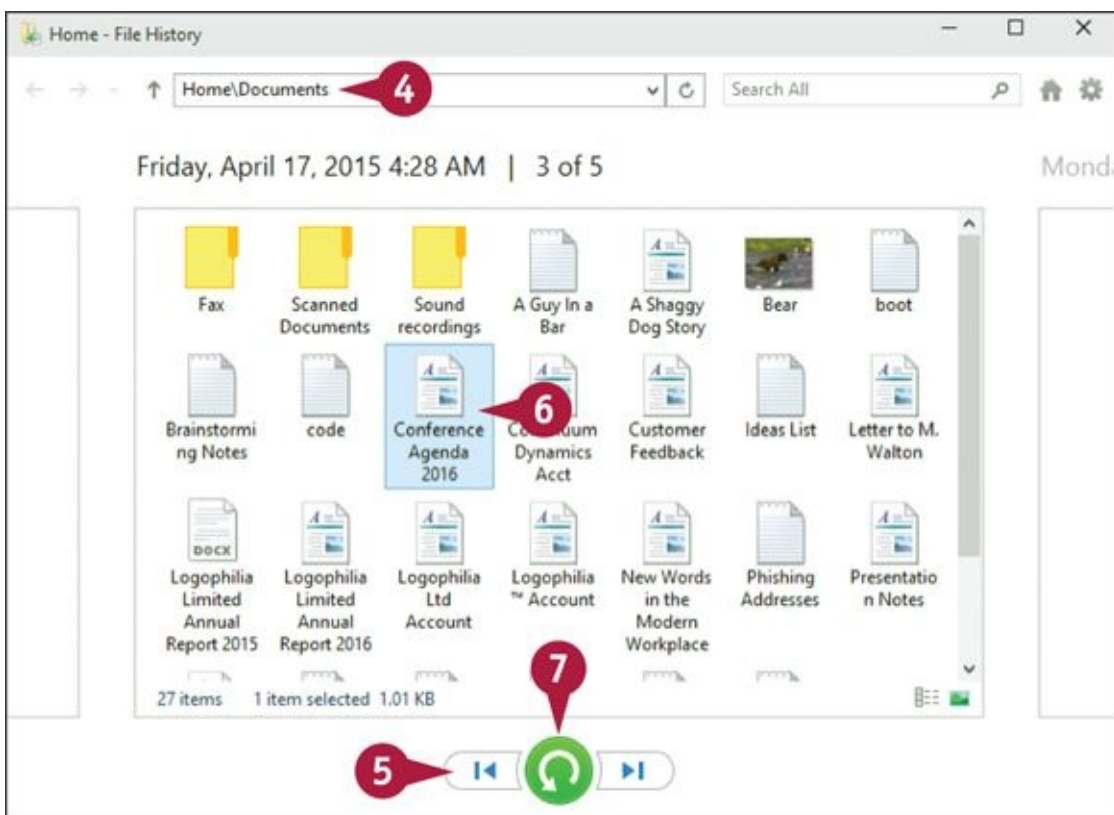 Home - File History
Home\Documents
4
Search All
Friday, April 17, 2015 4:28 AM | 3 of 5
Fax
Scanned
Documents
Sound
recordings
A Guy In a
Bar
A Shaggy
Dog Story
Bear
boot
Brainstormi
ng Notes
code
Conference
Agenda
2016
6
Dynamics
Acct
Customer
Feedback
Ideas List
Letter to M.
Walton
DOCX
Logophilia
Limited
Annual
Report 2015
Logophilia
Limited
Annual
Report 2016
Logophilia
Ltd
Account
Logophilia
™ Account
New Words
in the
Modern
Workplace
Phishing
Addresses
Presentatio
n Notes
7
27 items 1 item selected 1.01 KB
5